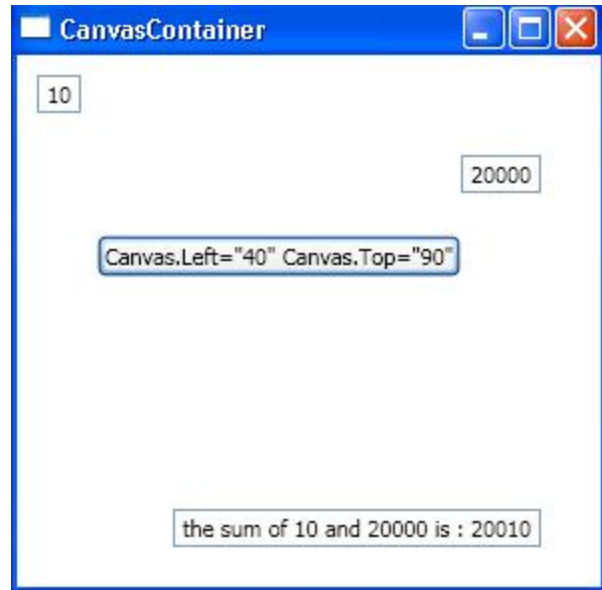 CanvasContainer
10
20000
Canvas.Left="40" Canvas.Top="90"
the sum of 10 and 20000 is : 20010